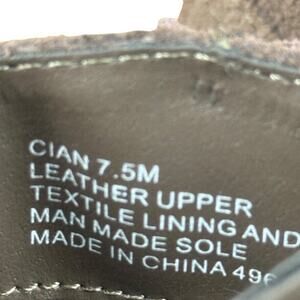 CIAN 7.5M
LEATHER UPPER
TEXTILE LINING AND
MAN MADE SOLE
MADE IN CHINA 496